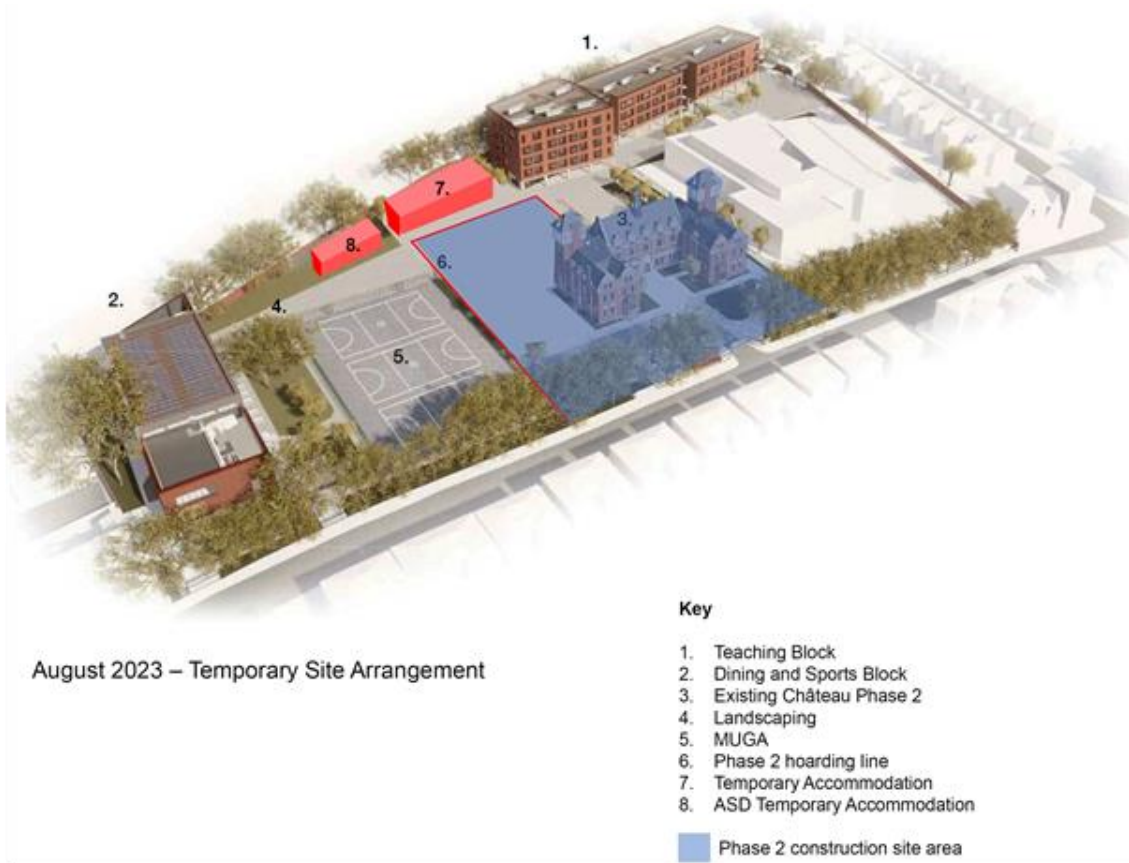 1.
7.
3.
8.
6.
2.
4.
5.
Key
August 2023 – Temporary Site Arrangement
1. Teaching Block
2. Dining and Sports Block
3. Existing Château Phase 2
4. Landscaping
5. MUGA
6. Phase 2 hoarding line
7. Temporary Accommodation
8. ASD Temporary Accommodation
Phase 2 construction site area